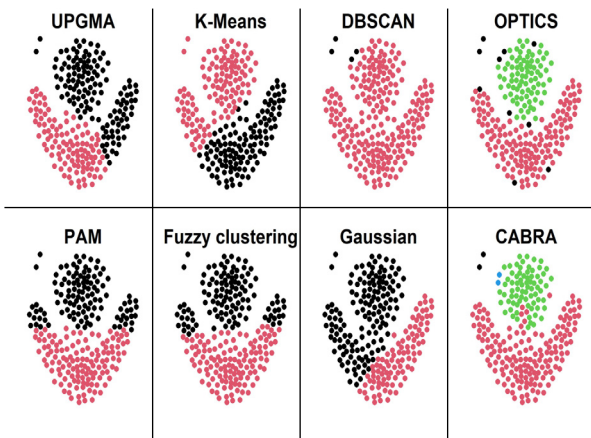 UPGMA
K-Means
DBSCAN
OPTICS
PAM
Fuzzy clustering
Gaussian
CABRA